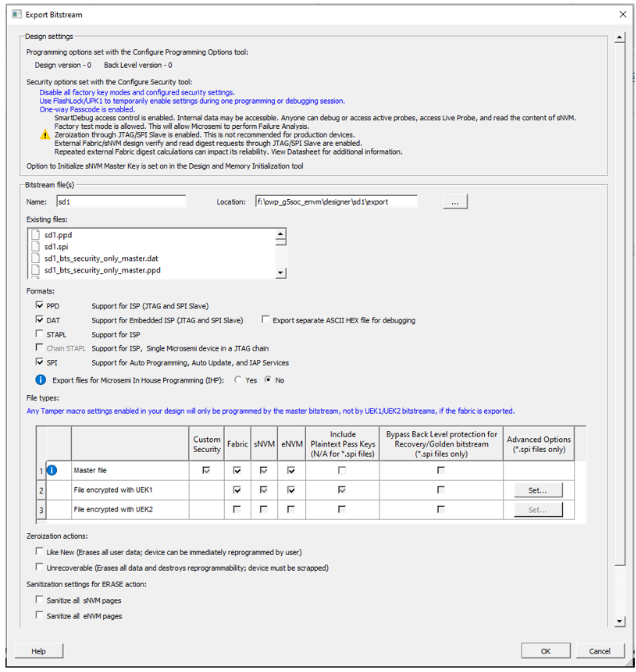 Export Bitstream
Design settings
Programming options set with the Configure Programming Options tool:
Design version - 0 Back Level version - 0
Security options set with the Configure Security tool:
Disable all factory key modes and configured security settings.
Use FlashLock/UPK1 to temporarily enable settings during one programming or debugging session.
One-way Passcode is enabled.
SmartDebug access control is enabled. Internal data may be accessible. Anyone can debug or access active probes, access Live Probe, and read the content of sNVM.
Factory test mode is allowed. This will allow Microsemi to perform Failure Analysis.
Zeroization through JTAG/SPI Slave is enabled. This is not recommended for production devices.
External Fabric/sNVM design verify and read digest requests through JTAG/SPI Slave are enabled.
Repeated external Fabric digest calculations can impact its reliability. View Datasheet for additional information.
Option to Initialize sNVM Master Key is set on in the Design and Memory Initialization tool
Bitstream file(s)
Name: sd1 Location: f:\pwp_g5soc_envm\designer\sd1\export ...
Existing files:
sd1.ppd
sd1.spi
sd1_bts_security_only_master.dat
sd1_bts_security_only_master.ppd
Formats:
PPD Support for ISP (JTAG and SPI Slave)
DAT Support for Embedded ISP (JTAG and SPI Slave) Export separate ASCII HEX file for debugging
STAPL Support for ISP
Chain STAPL Support for ISP, Single Microsemi device in a JTAG chain
SPI Support for Auto Programming, Auto Update, and IAP Services
Export files for Microsemi In House Programming (IHP): Yes No
File types:
Any Tamper macro settings enabled in your design will only be programmed by the master bitstream, not by UEK1/UEK2 bitstreams, if the fabric is exported.
Custom Security Fabric sNVM eNVM Include Plaintext Pass Keys (N/A for *.spi files) Bypass Back Level protection for Recovery/Golden bitstream (*.spi files only) Advanced Options (*.spi files only)
1 Master file
2 File encrypted with UEK1 Set...
3 File encrypted with UEK2 Set...
Zeroization actions:
Like New (Erases all user data; device can be immediately reprogrammed by user)
Unrecoverable (Erases all data and destroys reprogrammability; device must be scrapped)
Sanitization settings for ERASE action:
Sanitize all sNVM pages
Sanitize all eNVM pages
Help OK Cancel